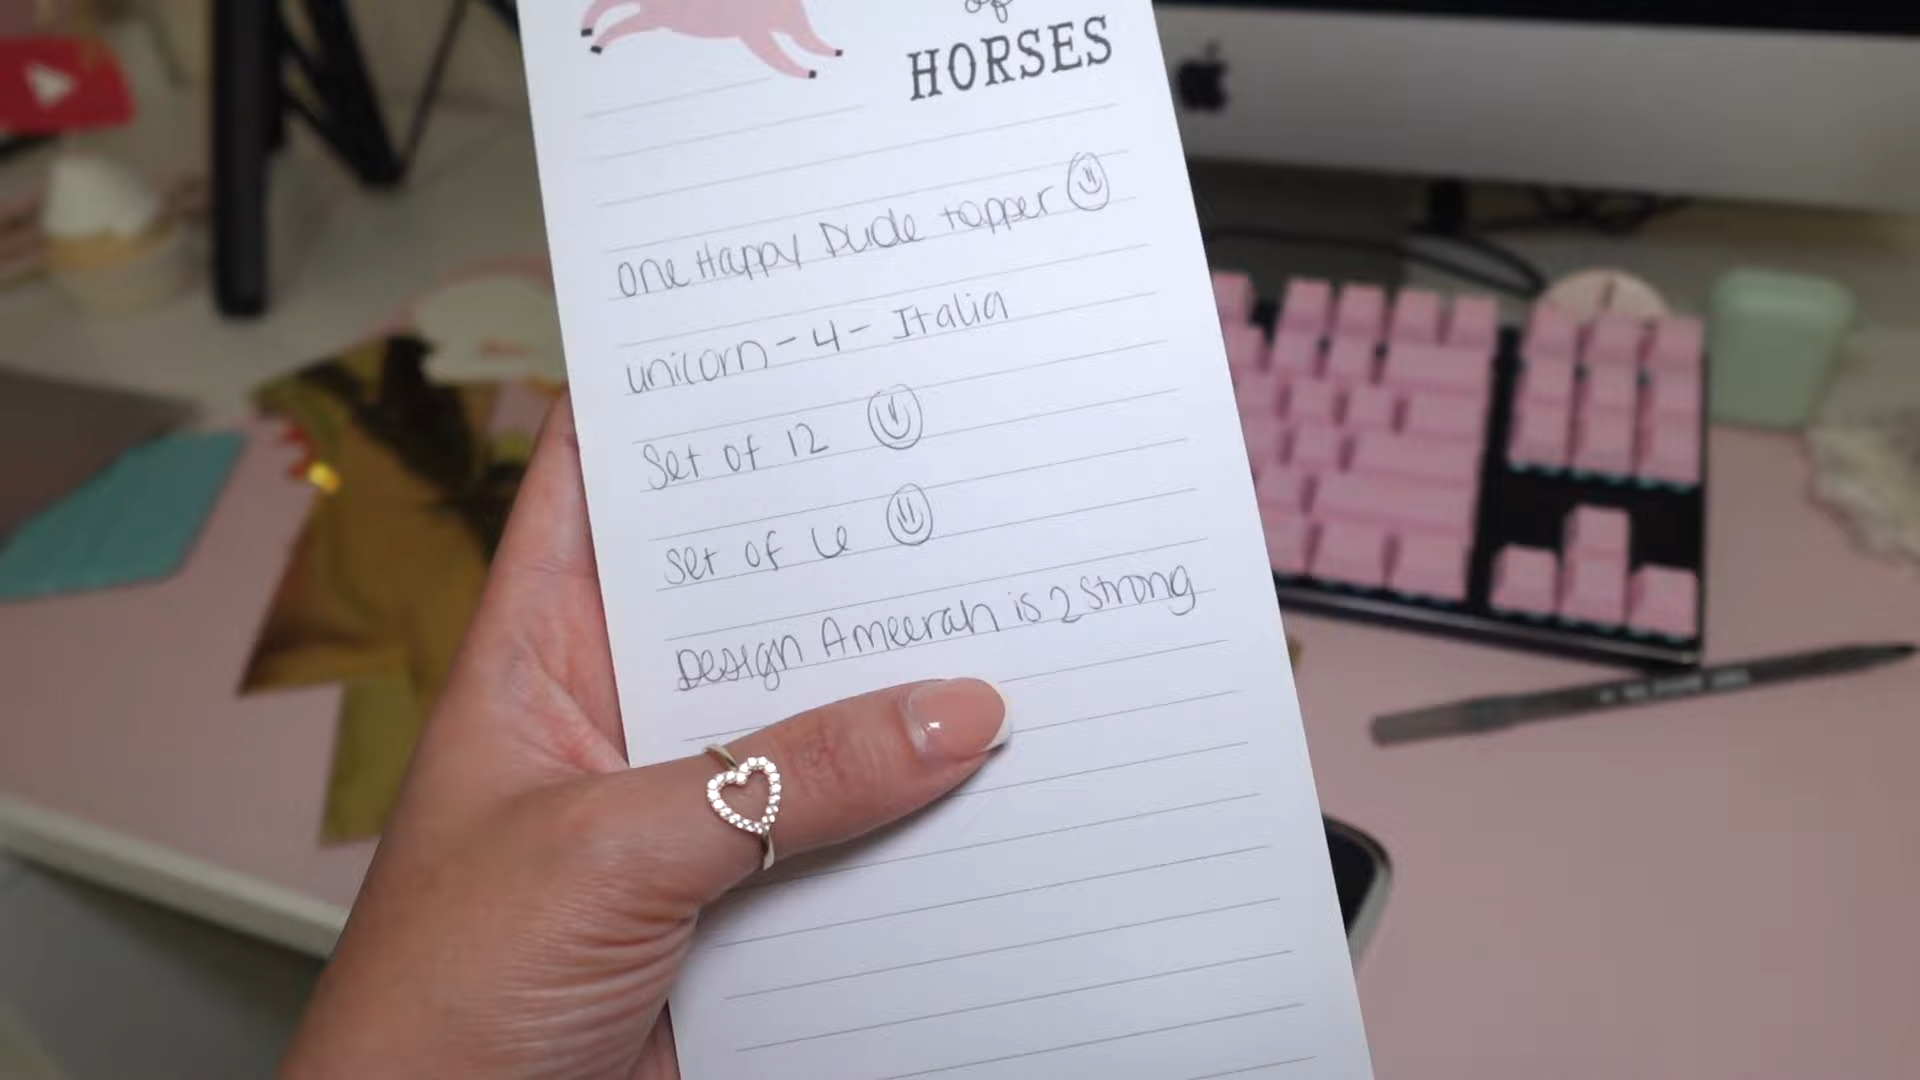 of
HORSES
one Happy Dude topper
unicorn - 4 - Italia
Set of 12
set of 6
Design Ameerah is 2 strong